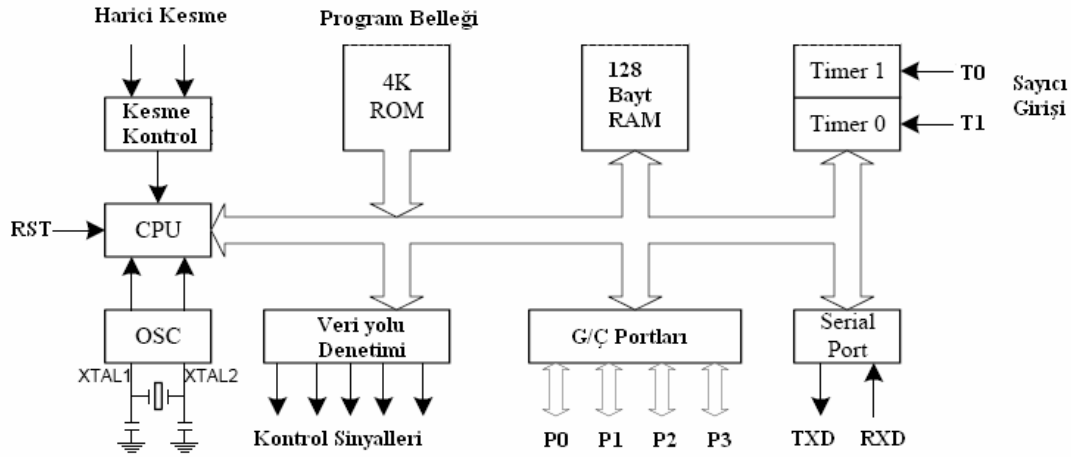 Harici Kesme
Program Belleği
Kesme
Kontrol
4K
ROM
128
Bayt
RAM
Timer 1
T0
Timer 0
T1
Sayıcı
Girişi
RST
CPU
OSC
XTAL1
XTAL2
Veri yolu
Denetimi
G/Ç Portları
Serial
Port
Kontrol Sinyalleri
P0
P1
P2
P3
TXD
RXD